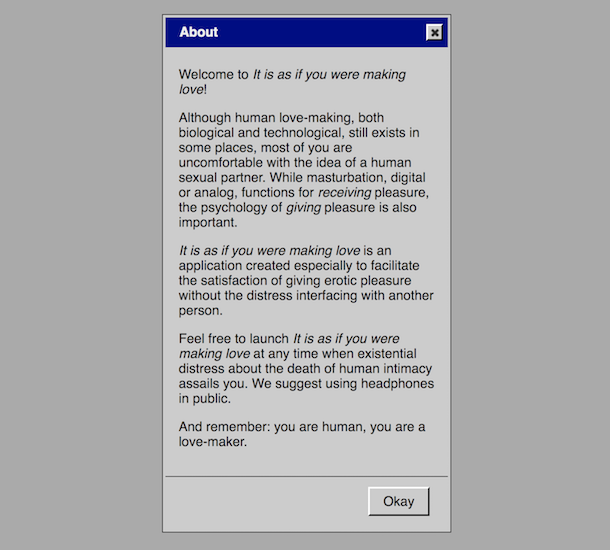 About
Welcome to It is as if you were making
love!
Although human love-making, both
biological and technological, still exists in
some places, most of you are
uncomfortable with the idea of a human
sexual partner. While masturbation, digital
or analog, functions for receiving pleasure,
the psychology of giving pleasure is also
important.
It is as if you were making love is an
application created especially to facilitate
the satisfaction of giving erotic pleasure
without the distress interfacing with another
person.
Feel free to launch It is as if you were
making love at any time when existential
distress about the death of human intimacy
assails you. We suggest using headphones
in public.
And remember: you are human, you are a
love-maker.
Okay